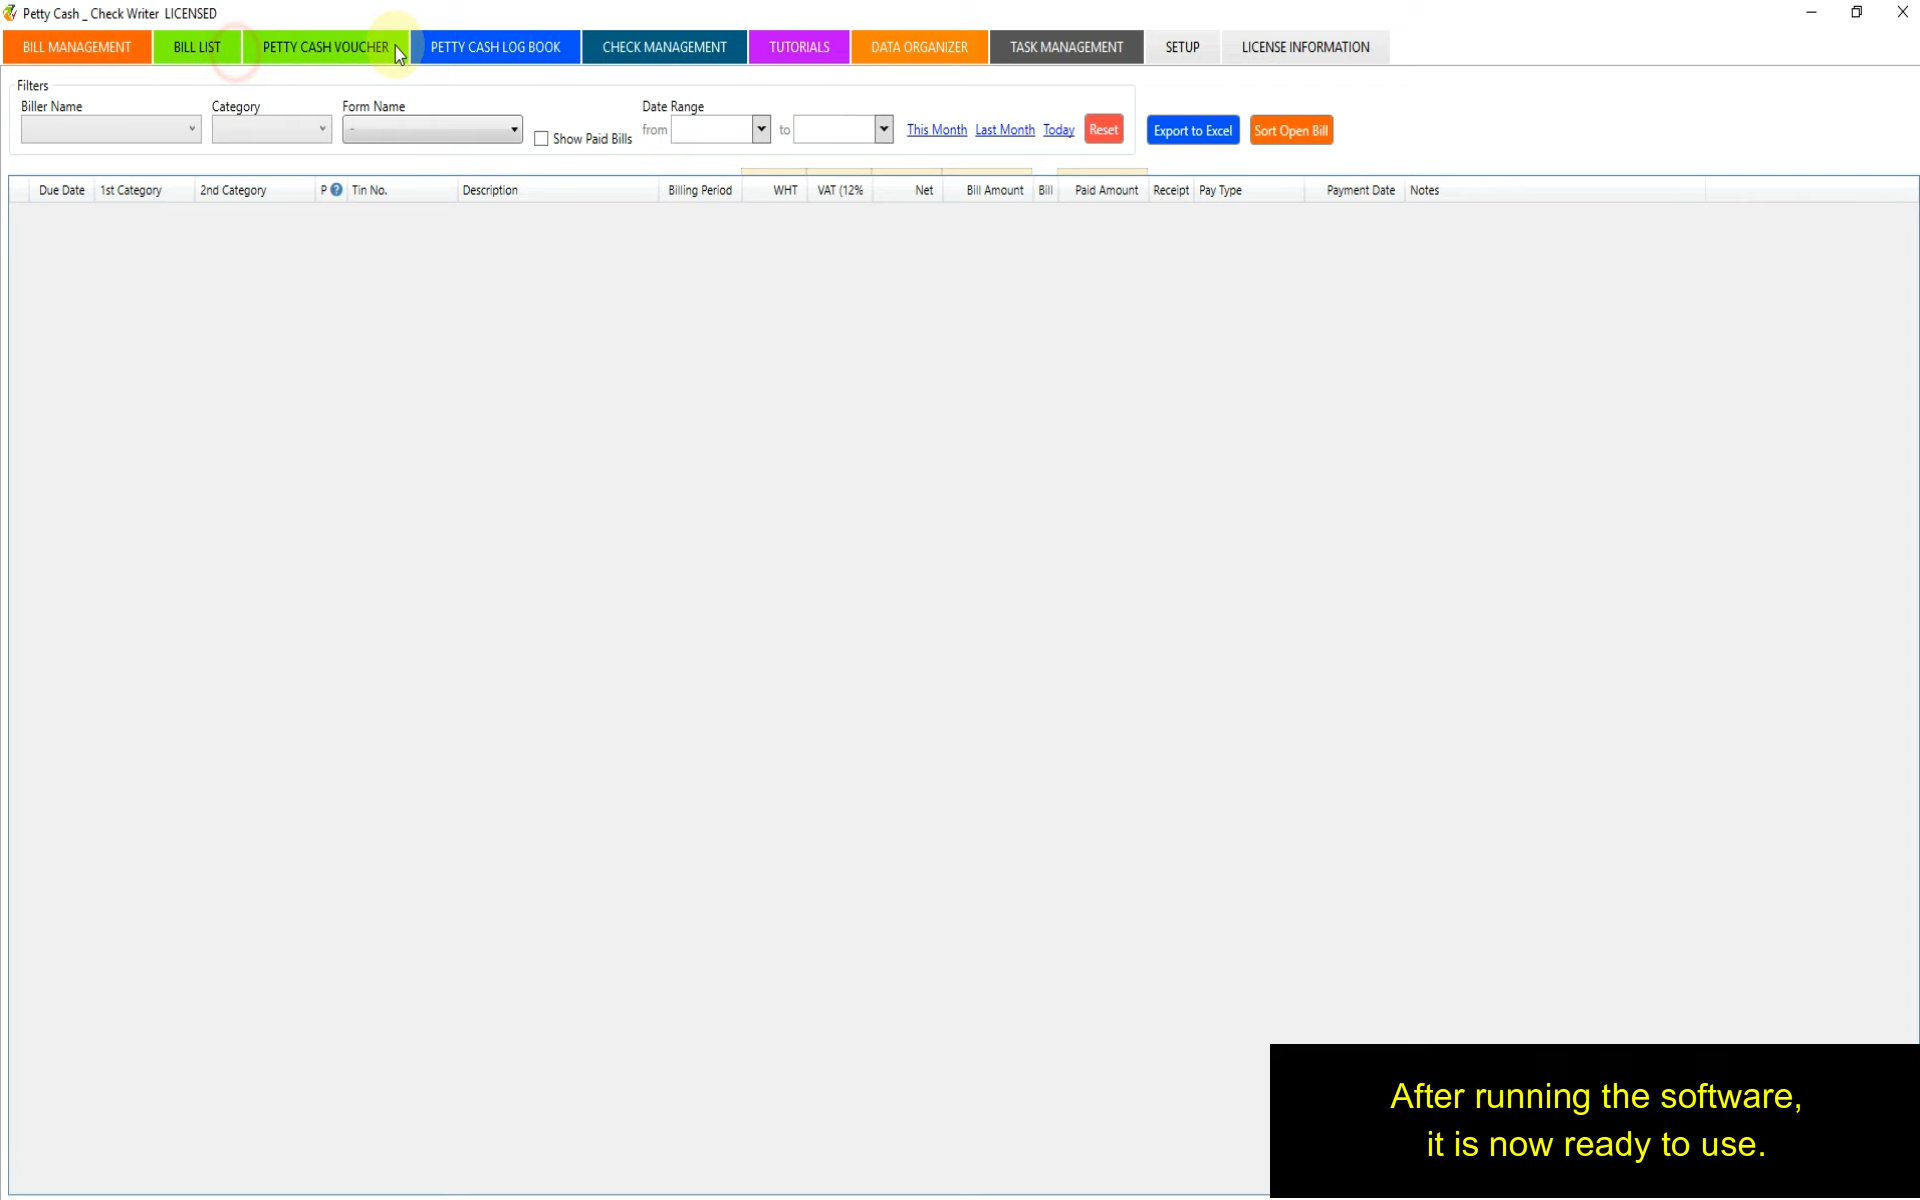 Petty Cash _ Check Writer LICENSED
BILL MANAGEMENT BILL LIST PETTY CASH VOUCHER PETTY CASH LOG BOOK CHECK MANAGEMENT TUTORIALS DATA ORGANIZER TASK MANAGEMENT SETUP LICENSE INFORMATION
Filters
Biller Name Category Form Name Date Range
- Show Paid Bills from to This Month Last Month Today Reset Export to Excel Sort Open Bill
Due Date 1st Category 2nd Category P ? Tin No. Description Billing Period WHT VAT (12% Net Bill Amount Bill Paid Amount Receipt Pay Type Payment Date Notes
After running the software,
it is now ready to use.